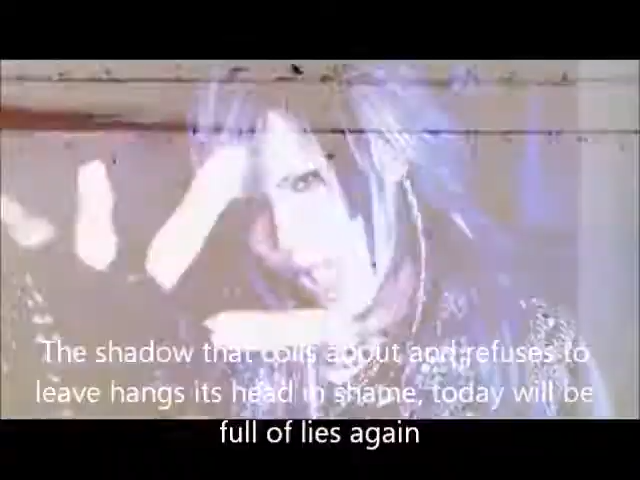 The shadow that coils about and refuses to
leave hangs its head in shame, today will be
full of lies again